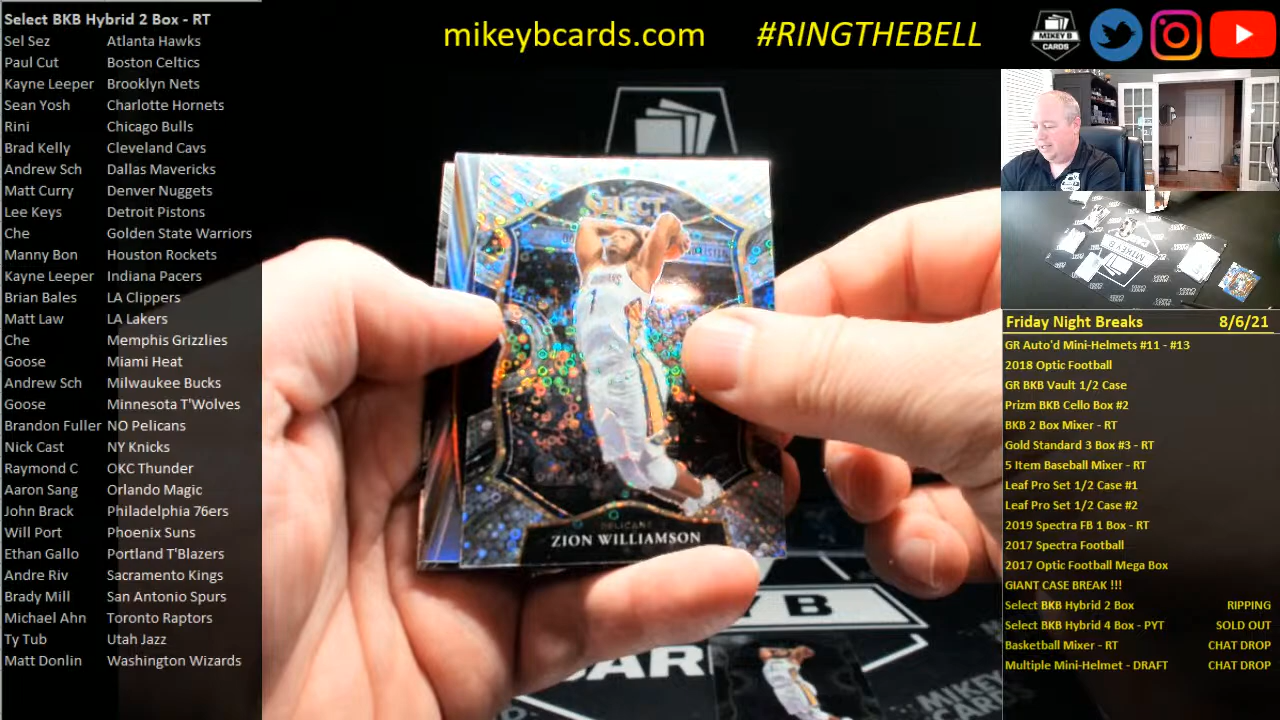 Select BKB Hybrid 2 Box - RT
Sel Sez Atlanta Hawks
Paul Cut Boston Celtics
Kayne Leeper Brooklyn Nets
Sean Yosh Charlotte Hornets
Rini Chicago Bulls
Brad Kelly Cleveland Cavs
Andrew Sch Dallas Mavericks
Matt Curry Denver Nuggets
Lee Keys Detroit Pistons
Che Golden State Warriors
Manny Bon Houston Rockets
Kayne Leeper Indiana Pacers
Brian Bales LA Clippers
Matt Law LA Lakers
Che Memphis Grizzlies
Goose Miami Heat
Andrew Sch Milwaukee Bucks
Goose Minnesota T'Wolves
Brandon Fuller NO Pelicans
Nick Cast NY Knicks
Raymond C OKC Thunder
Aaron Sang Orlando Magic
John Brack Philadelphia 76ers
Will Port Phoenix Suns
Ethan Gallo Portland T'Blazers
Andre Riv Sacramento Kings
Brady Mill San Antonio Spurs
Michael Ahn Toronto Raptors
Ty Tub Utah Jazz
Matt Donlin Washington Wizards
mikeybcards.com #RINGTHEBELL
MIKEY B
CARDS
SELECT
1
PELICANS
ZION WILLIAMSON
MIKEY B
Friday Night Breaks 8/6/21
GR Auto'd Mini-Helmets #11 - #13
2018 Optic Football
GR BKB Vault 1/2 Case
Prizm BKB Cello Box #2
BKB 2 Box Mixer - RT
Gold Standard 3 Box #3 - RT
5 Item Baseball Mixer - RT
Leaf Pro Set 1/2 Case #1
Leaf Pro Set 1/2 Case #2
2019 Spectra FB 1 Box - RT
2017 Spectra Football
2017 Optic Football Mega Box
GIANT CASE BREAK !!!
Select BKB Hybrid 2 Box RIPPING
Select BKB Hybrid 4 Box - PYT SOLD OUT
Basketball Mixer - RT CHAT DROP
Multiple Mini-Helmet - DRAFT CHAT DROP